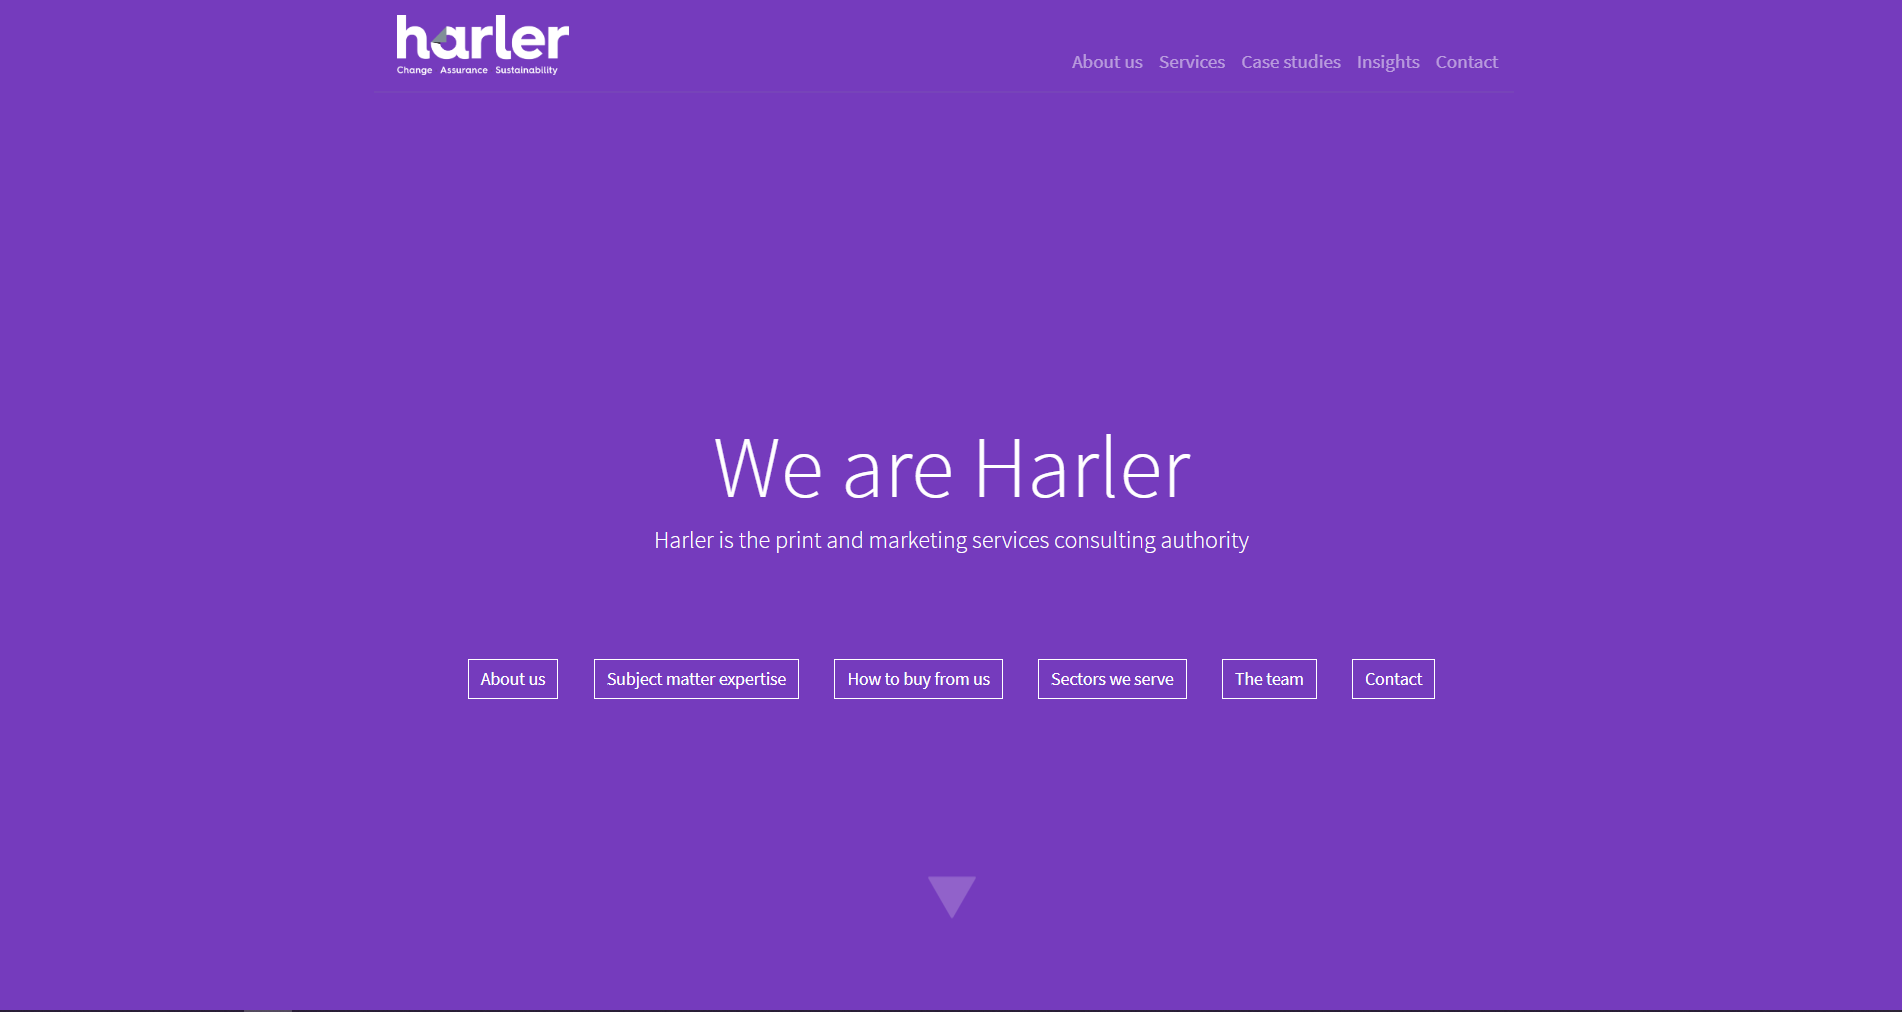 harler
Change Assurance Sustainability
About us Services Case studies Insights Contact
We are Harler
Harler is the print and marketing services consulting authority
About us Subject matter expertise How to buy from us Sectors we serve The team Contact